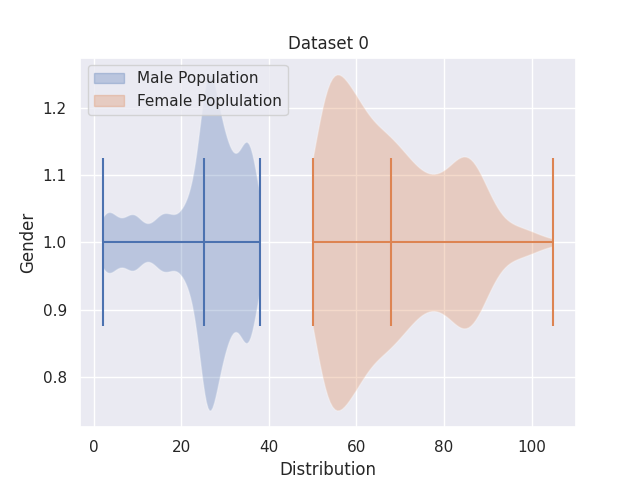 Dataset 0
Male Population
Female Poplulation
1.2
1.1
1.0
0.9
0.8
Gender
0 20 40 60 80 100
Distribution